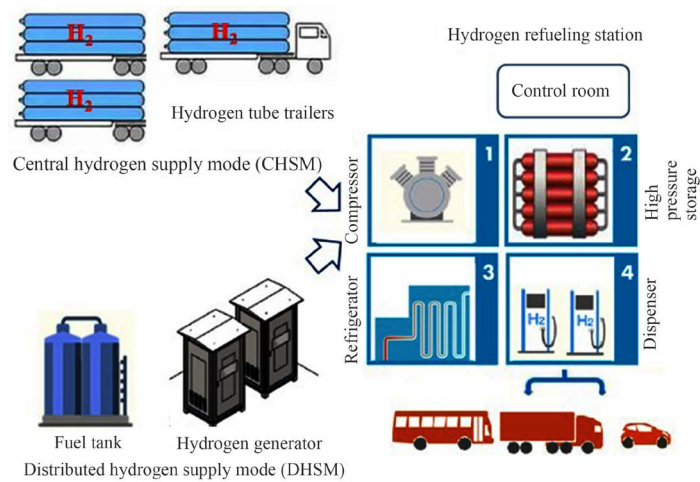 H2
H2
H2
Hydrogen tube trailers
Central hydrogen supply mode (CHSM)
Fuel tank
Hydrogen generator
Distributed hydrogen supply mode (DHSM)
Hydrogen refueling station
Control room
Compressor
1
2
High
pressure
storage
Refrigerator
3
H2
H2
4
Dispenser